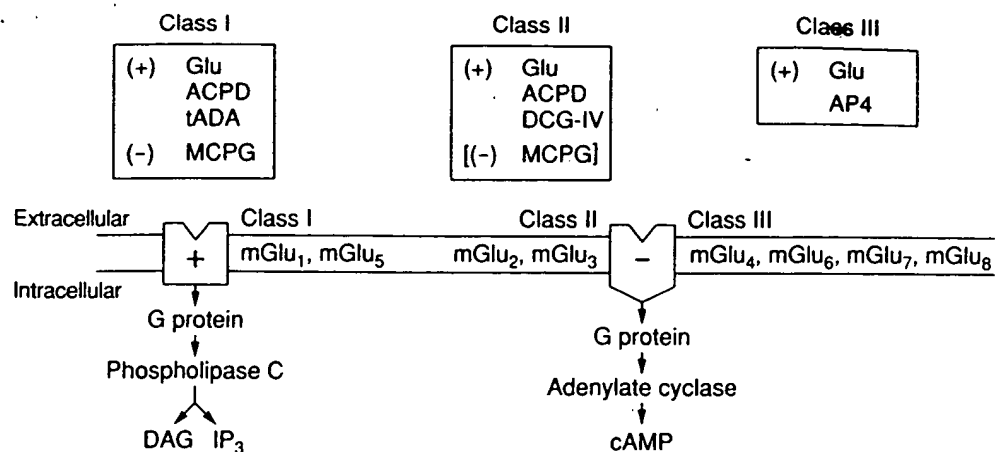 Class I
(+) Glu
ACPD
tADA
(-) MCPG
Class II
(+) Glu
ACPD
DCG-IV
[(-) MCPG]
Class III
(+) Glu
AP4
Extracellular
Intracellular
Class I
mGlu₁, mGlu₅
+
G protein
Phospholipase C
DAG IP₃
Class II
mGlu₂, mGlu₃
-
Class III
mGlu₄, mGlu₆, mGlu₇, mGlu₈
G protein
Adenylate cyclase
cAMP